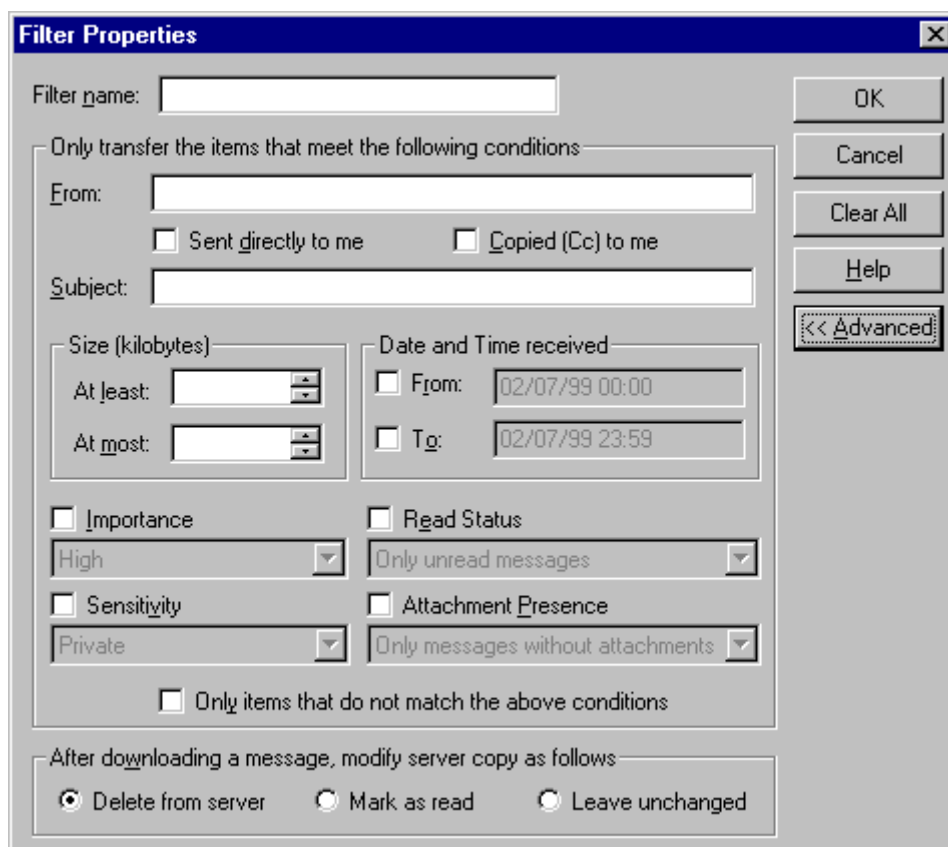 Filter Properties
Filter name:
OK
Only transfer the items that meet the following conditions
Cancel
From:
Clear All
Sent directly to me
Copied (Cc) to me
Help
Subject:
<< Advanced
Size (kilobytes)
At least:
At most:
Date and Time received
From: 02/07/99 00:00
To: 02/07/99 23:59
Importance
High
Read Status
Only unread messages
Sensitivity
Private
Attachment Presence
Only messages without attachments
Only items that do not match the above conditions
After downloading a message, modify server copy as follows
Delete from server
Mark as read
Leave unchanged